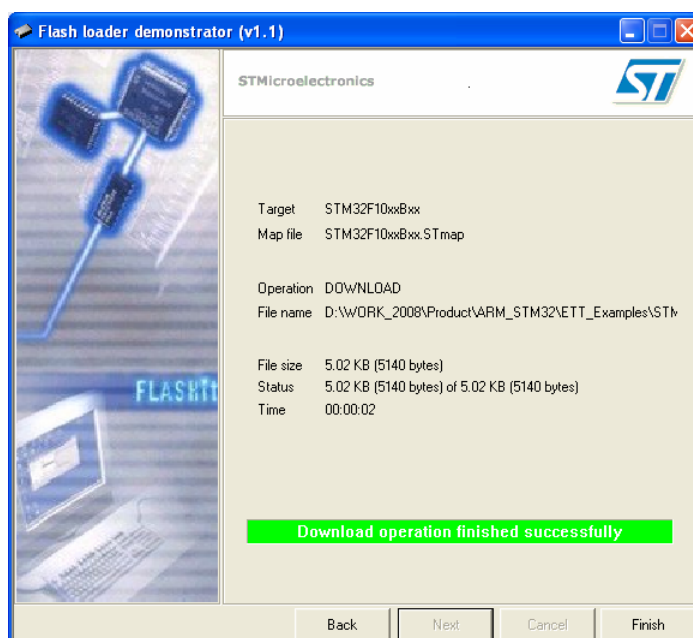 Flash loader demonstrator (v1.1)
STMicroelectronics
ST
Target STM32F10xxBxx
Map file STM32F10xxBxx.STmap
Operation DOWNLOAD
File name D:\WORK_2008\Product\ARM_STM32\ETT_Examples\STM
File size 5.02 KB (5140 bytes)
Status 5.02 KB (5140 bytes) of 5.02 KB (5140 bytes)
Time 00:00:02
FLASHIt
Download operation finished successfully
Back Next Cancel Finish